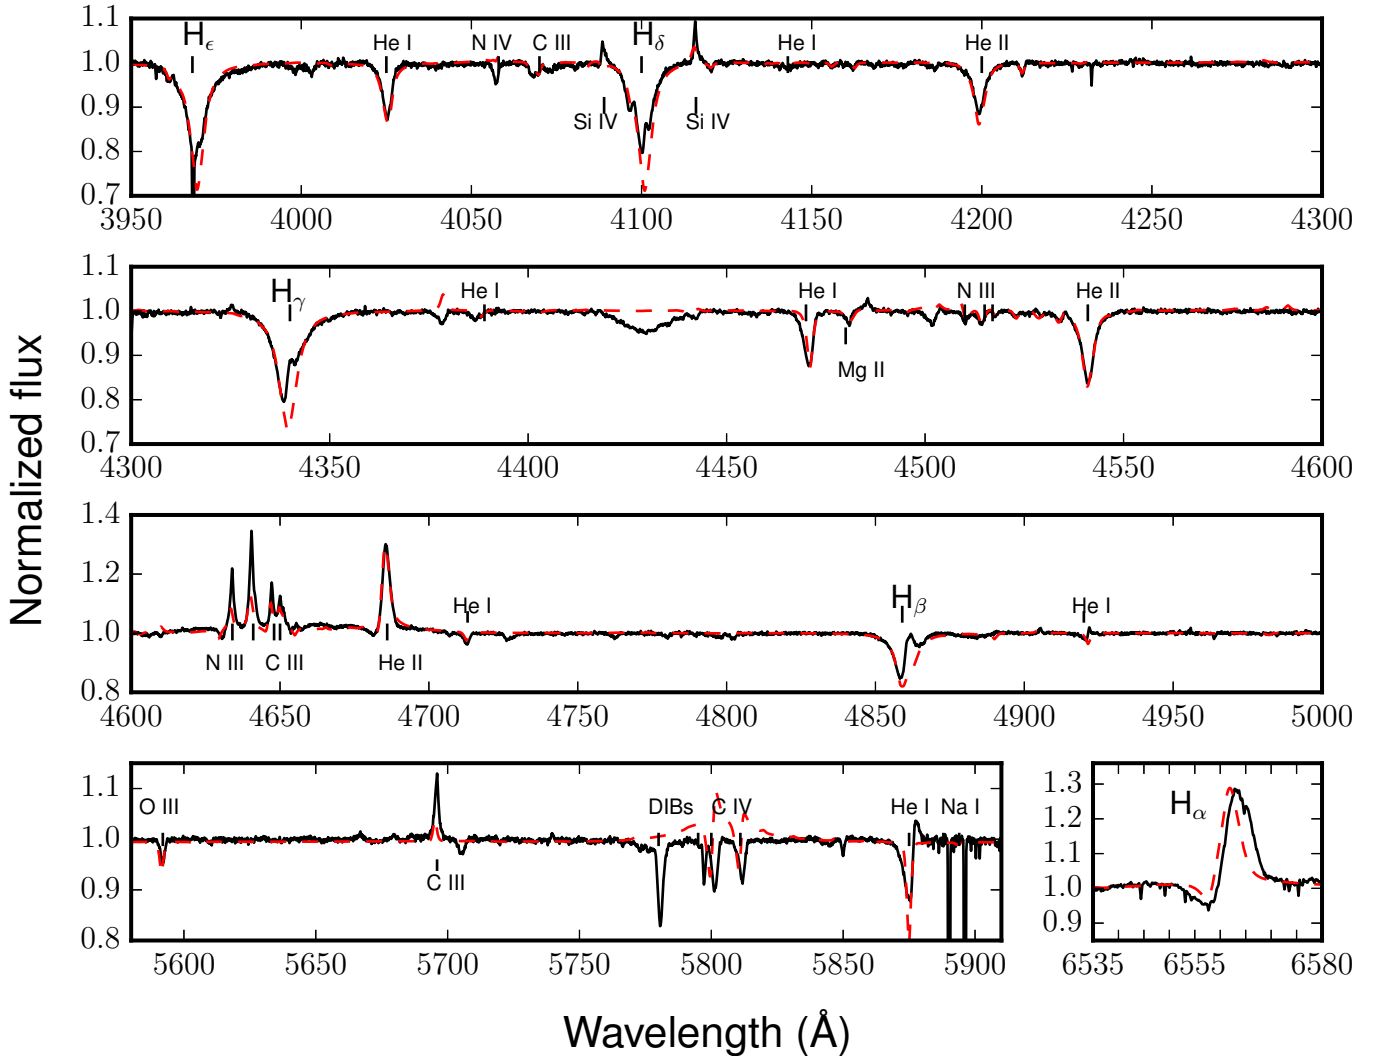 Normalized flux
1.1
1.0
0.9
0.8
0.7
Hϵ
He I
N IV
C III
Hδ
He I
He II
Si IV
Si IV
3950
4000
4050
4100
4150
4200
4250
4300
1.1
1.0
0.9
0.8
0.7
Hγ
He I
He I
N III
He II
Mg II
4300
4350
4400
4450
4500
4550
4600
1.4
1.2
1.0
0.8
N III
C III
He II
He I
Hβ
He I
4600
4650
4700
4750
4800
4850
4900
4950
5000
1.1
1.0
0.9
0.8
O III
C III
DIBs
C IV
He I
Na I
5600
5650
5700
5750
5800
5850
5900
1.3
1.2
1.1
1.0
0.9
Hα
6535
6555
6580
Wavelength (Å)